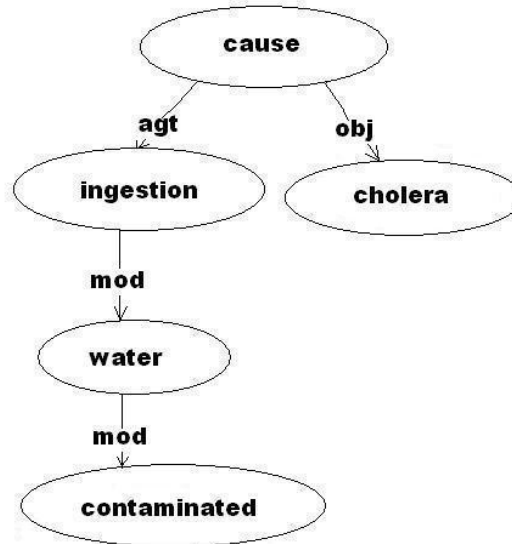 cause
agt
obj
ingestion
cholera
mod
water
mod
contaminated